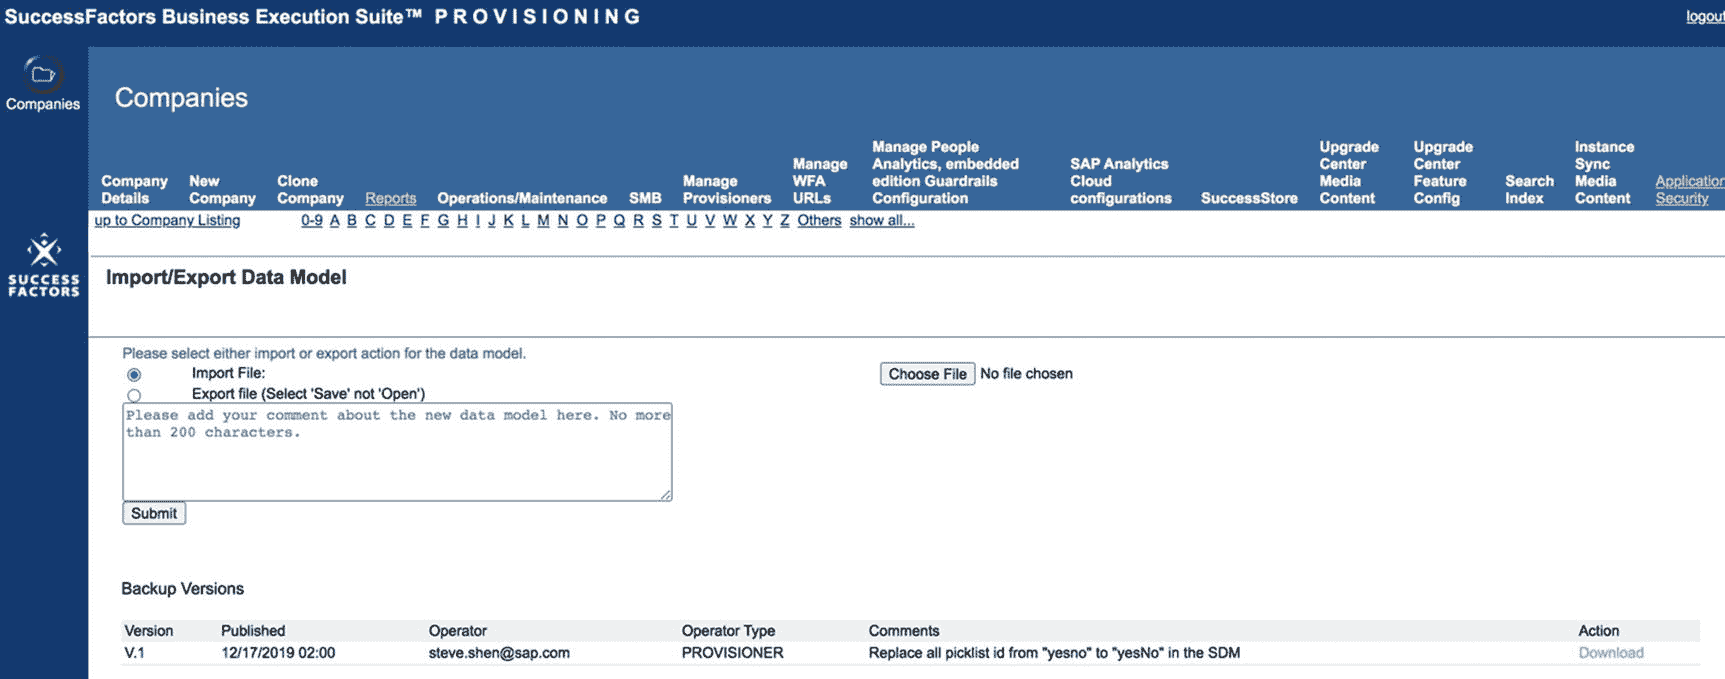 SuccessFactors Business Execution Suite™ PROVISIONING
logout
Companies
Companies
Company Details
New Company
Clone Company
Reports
Operations/Maintenance
SMB
Manage Provisioners
Manage WFA URLs
Manage People Analytics, embedded edition Guardrails Configuration
SAP Analytics Cloud configurations
SuccessStore
Upgrade Center Media Content
Upgrade Center Feature Config
Search Index
Instance Sync Media Content
Application Security
up to Company Listing 0-9 A B C D E F G H I J K L M N O P Q R S T U V W X Y Z Others show all...
SUCCESS
FACTORS
Import/Export Data Model
Please select either import or export action for the data model.
Import File: Choose File No file chosen
Export file (Select 'Save' not 'Open')
Please add your comment about the new data model here. No more
than 200 characters.
Submit
Backup Versions
Version Published Operator Operator Type Comments Action
V.1 12/17/2019 02:00 steve.shen@sap.com PROVISIONER Replace all picklist id from "yesno" to "yesNo" in the SDM Download